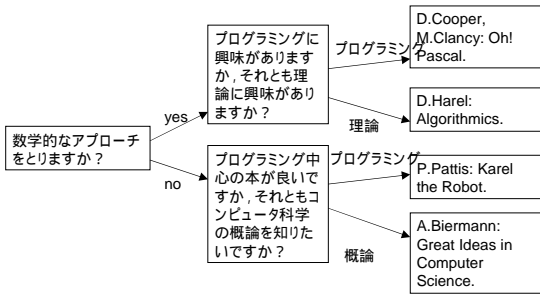 数学的なアプローチ
をとりますか？
yes
no
プログラミングに
興味があります
か，それとも理
論に興味があり
ますか？
プログラミング
理論
D.Cooper,
M.Clancy: Oh!
Pascal.
D.Harel:
Algorithmics.
プログラミング中
心の本が良いで
すか，それともコ
ンピュータ科学
の概論を知りた
いですか？
プログラミング
概論
P.Pattis: Karel
the Robot.
A.Biermann:
Great Ideas in
Computer
Science.